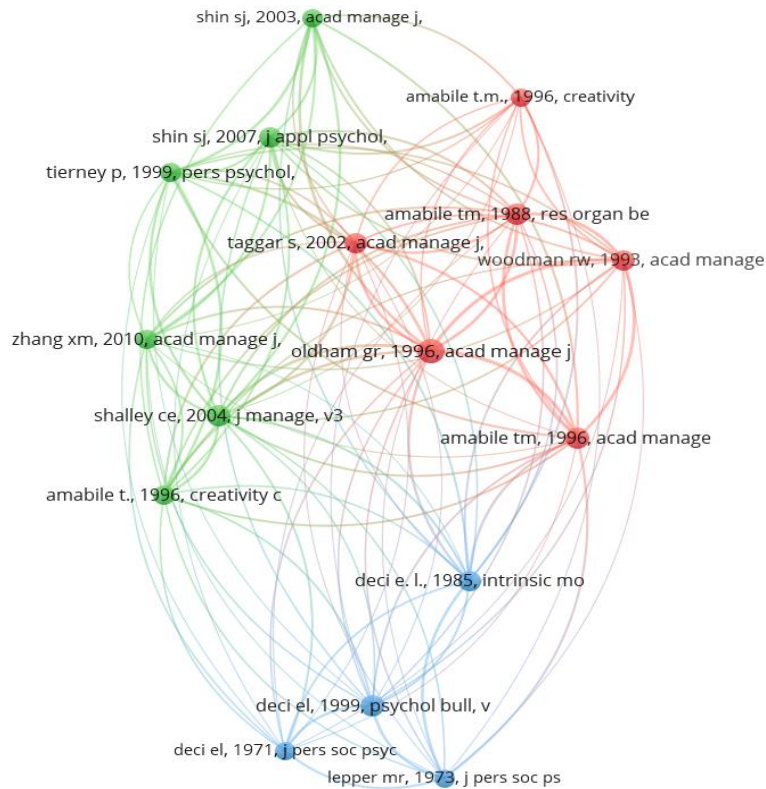 shin sj, 2003, acad manage j,
amabile t.m., 1996, creativity
shin sj, 2007, j appl psychol,
tierney p, 1999, pers psychol,
amabile tm, 1988, res organ be
taggar s, 2002, acad manage j,
woodman rw, 1993, acad manage
zhang xm, 2010, acad manage j,
oldham gr, 1996, acad manage j
shalley ce, 2004, j manage, v3
amabile tm, 1996, acad manage
amabile t., 1996, creativity c
deci e. l., 1985, intrinsic mo
deci el, 1999, psychol bull, v
deci el, 1971, j pers soc psyc
lepper mr, 1973, j pers soc ps